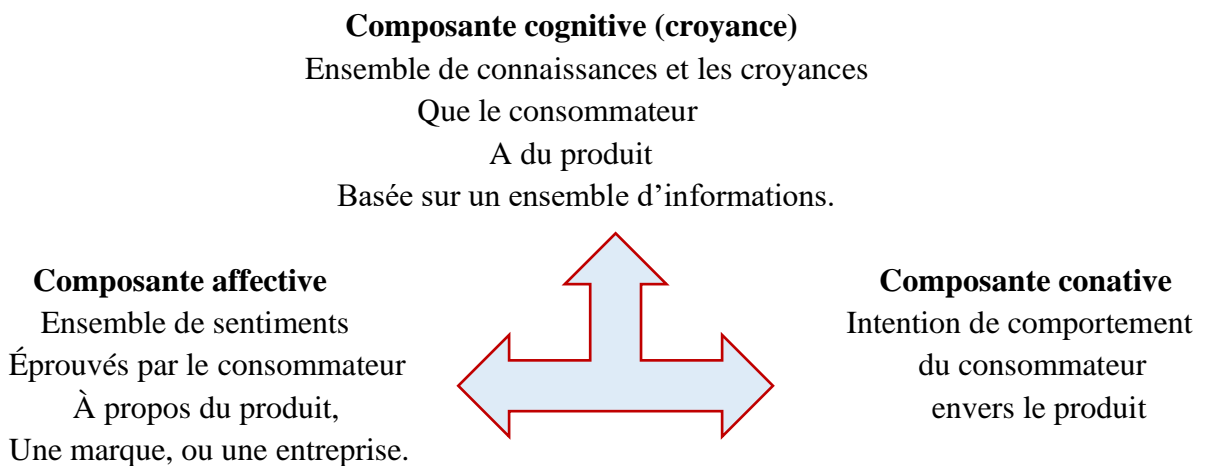 Composante cognitive (croyance)
Ensemble de connaissances et les croyances
Que le consommateur
A du produit
Basée sur un ensemble d’informations.
Composante affective
Ensemble de sentiments
Éprouvés par le consommateur
À propos du produit,
Une marque, ou une entreprise.
Composante conative
Intention de comportement
du consommateur
envers le produit